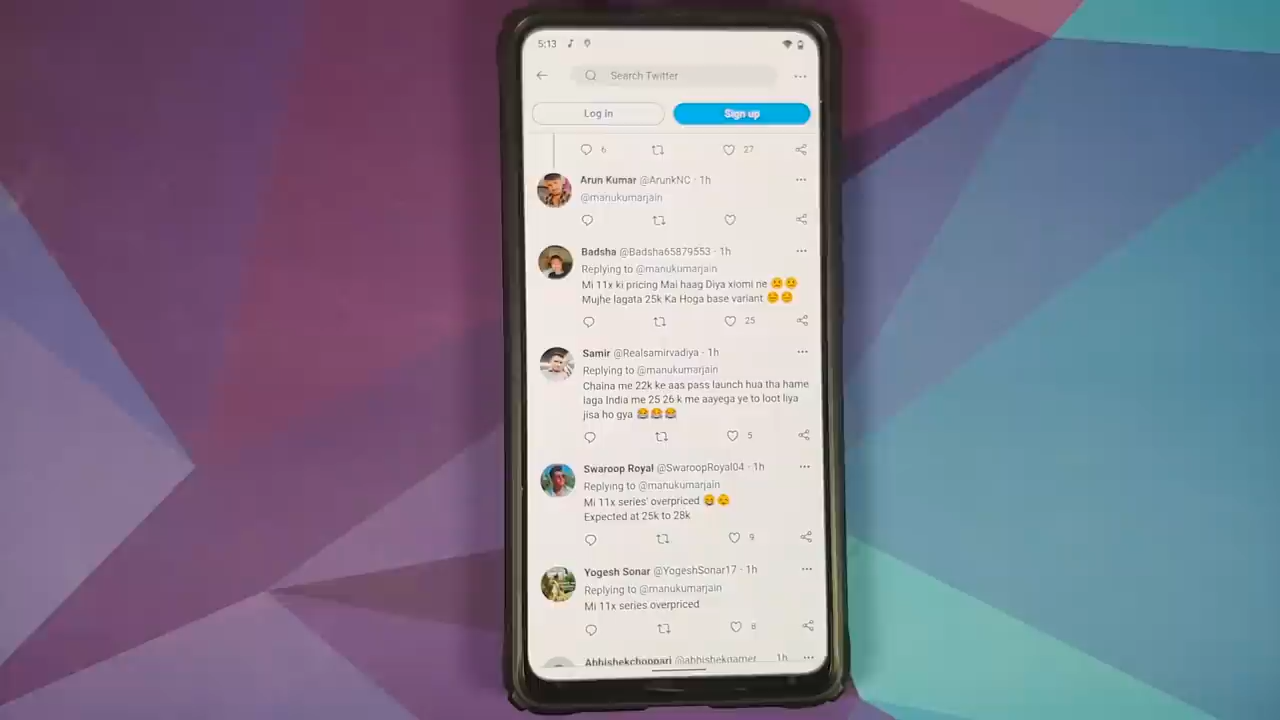 5:13
Search Twitter
Log in
Sign up
6
27
Arun Kumar @ArunkNC · 1h
@manukumarjain
Badsha @Badsha65879553 · 1h
Replying to @manukumarjain
Mi 11x ki pricing Mai haag Diya xiomi ne 😟😟
Mujhe lagata 25k Ka Hoga base variant 😑😑
25
Samir @Realsamirvadiya · 1h
Replying to @manukumarjain
Chaina me 22k ke aas pass launch hua tha hame
laga India me 25 26 k me aayega ye to loot liya
jisa ho gya 😂😂😂
5
Swaroop Royal @SwaroopRoyal04 · 1h
Replying to @manukumarjain
Mi 11x series' overpriced
Expected at 25k to 28k
9
Yogesh Sonar @YogeshSonar17 · 1h
Replying to @manukumarjain
Mi 11x series overpriced
8
Abhishekchoppari @abhishekgamer 1h